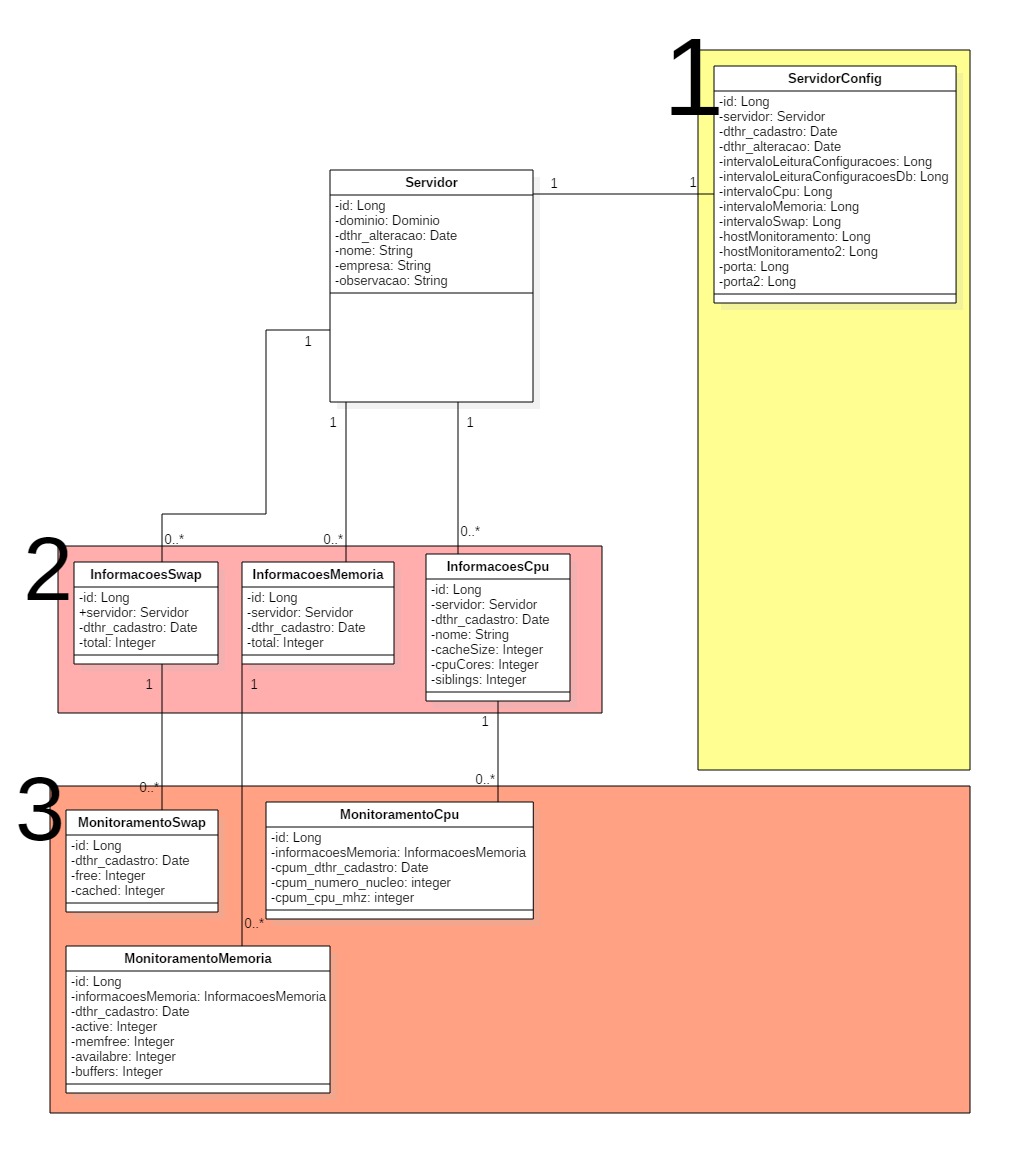 1
ServidorConfig
-id: Long
-servidor: Servidor
-dthr_cadastro: Date
-dthr_alteracao: Date
-intervaloLeituraConfiguracoes: Long
-intervaloLeituraConfiguracoesDb: Long
-intervaloCpu: Long
-intervaloMemoria: Long
-intervaloSwap: Long
-hostMonitoramento: Long
-hostMonitoramento2: Long
-porta: Long
-porta2: Long
Servidor
-id: Long
-dominio: Dominio
-dthr_alteracao: Date
-nome: String
-empresa: String
-observacao: String
1
1
1
1
1
0..*
0..*
0..*
2
InformacoesSwap
-id: Long
+servidor: Servidor
-dthr_cadastro: Date
-total: Integer
InformacoesMemoria
-id: Long
-servidor: Servidor
-dthr_cadastro: Date
-total: Integer
InformacoesCpu
-id: Long
-servidor: Servidor
-dthr_cadastro: Date
-nome: String
-cacheSize: Integer
-cpuCores: Integer
-siblings: Integer
1
1
1
0..*
0..*
3
MonitoramentoSwap
-id: Long
-dthr_cadastro: Date
-free: Integer
-cached: Integer
MonitoramentoCpu
-id: Long
-informacoesMemoria: InformacoesMemoria
-cpum_dthr_cadastro: Date
-cpum_numero_nucleo: integer
-cpum_cpu_mhz: integer
0..*
MonitoramentoMemoria
-id: Long
-informacoesMemoria: InformacoesMemoria
-dthr_cadastro: Date
-active: Integer
-memfree: Integer
-availabre: Integer
-buffers: Integer